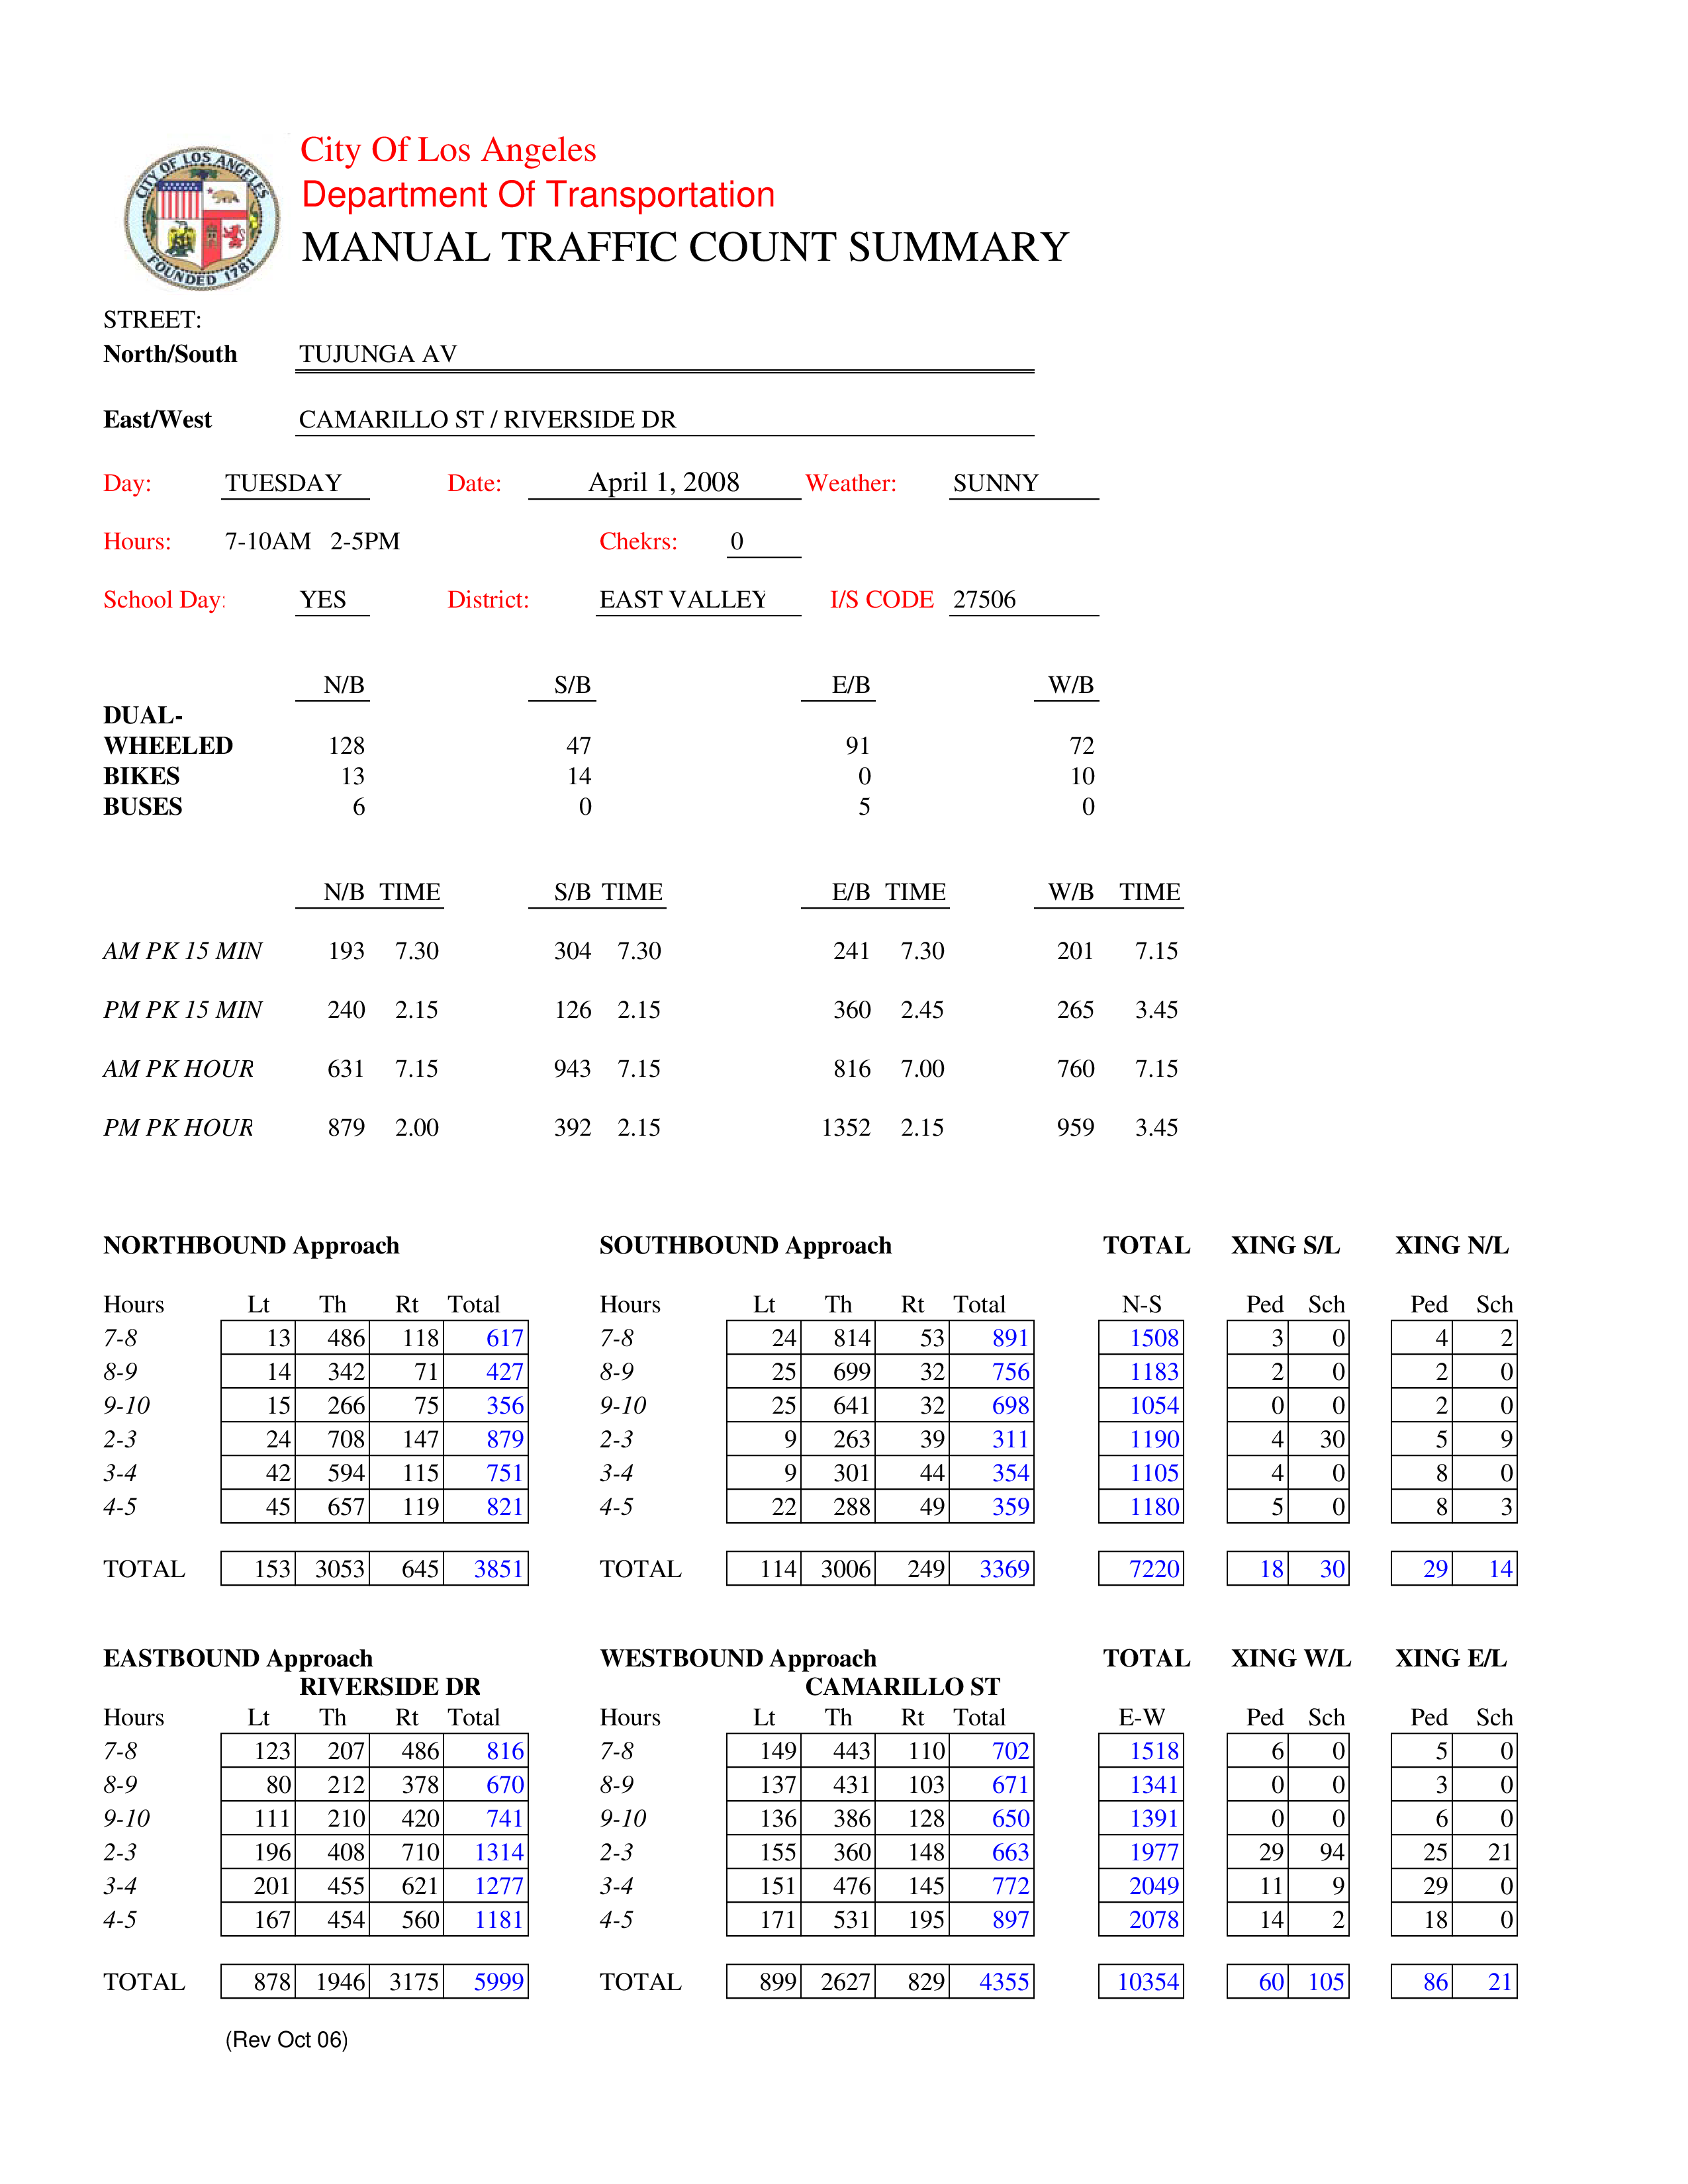 CITY OF LOS ANGELES
FOUNDED 1781
City Of Los Angeles
Department Of Transportation
MANUAL TRAFFIC COUNT SUMMARY
STREET:
North/South TUJUNGA AV
East/West CAMARILLO ST / RIVERSIDE DR
Day: TUESDAY Date: April 1, 2008 Weather: SUNNY
Hours: 7-10AM 2-5PM Chekrs: 0
School Day: YES District: EAST VALLEY I/S CODE 27506
N/B S/B E/B W/B
DUAL-
WHEELED 128 47 91 72
BIKES 13 14 0 10
BUSES 6 0 5 0
N/B TIME S/B TIME E/B TIME W/B TIME
AM PK 15 MIN 193 7.30 304 7.30 241 7.30 201 7.15
PM PK 15 MIN 240 2.15 126 2.15 360 2.45 265 3.45
AM PK HOUR 631 7.15 943 7.15 816 7.00 760 7.15
PM PK HOUR 879 2.00 392 2.15 1352 2.15 959 3.45
NORTHBOUND Approach SOUTHBOUND Approach TOTAL XING S/L XING N/L
Hours Lt Th Rt Total Hours Lt Th Rt Total N-S Ped Sch Ped Sch
7-8 13 486 118 617 7-8 24 814 53 891 1508 3 0 4 2
8-9 14 342 71 427 8-9 25 699 32 756 1183 2 0 2 0
9-10 15 266 75 356 9-10 25 641 32 698 1054 0 0 2 0
2-3 24 708 147 879 2-3 9 263 39 311 1190 4 30 5 9
3-4 42 594 115 751 3-4 9 301 44 354 1105 4 0 8 0
4-5 45 657 119 821 4-5 22 288 49 359 1180 5 0 8 3
TOTAL 153 3053 645 3851 TOTAL 114 3006 249 3369 7220 18 30 29 14
EASTBOUND Approach WESTBOUND Approach TOTAL XING W/L XING E/L
RIVERSIDE DR CAMARILLO ST
Hours Lt Th Rt Total Hours Lt Th Rt Total E-W Ped Sch Ped Sch
7-8 123 207 486 816 7-8 149 443 110 702 1518 6 0 5 0
8-9 80 212 378 670 8-9 137 431 103 671 1341 0 0 3 0
9-10 111 210 420 741 9-10 136 386 128 650 1391 0 0 6 0
2-3 196 408 710 1314 2-3 155 360 148 663 1977 29 94 25 21
3-4 201 455 621 1277 3-4 151 476 145 772 2049 11 9 29 0
4-5 167 454 560 1181 4-5 171 531 195 897 2078 14 2 18 0
TOTAL 878 1946 3175 5999 TOTAL 899 2627 829 4355 10354 60 105 86 21
(Rev Oct 06)